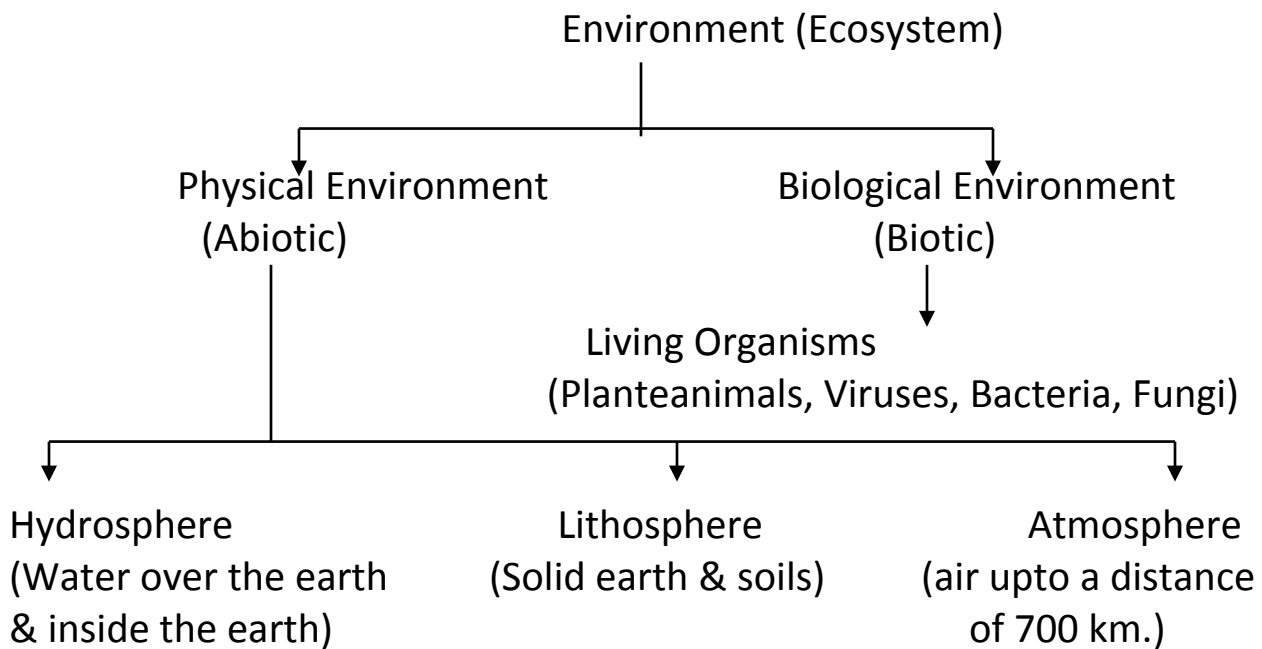 Environment (Ecosystem)
Physical Environment
(Abiotic)
Biological Environment
(Biotic)
Living Organisms
(Planteanimals, Viruses, Bacteria, Fungi)
Hydrosphere
(Water over the earth
& inside the earth)
Lithosphere
(Solid earth & soils)
Atmosphere
(air upto a distance
of 700 km.)